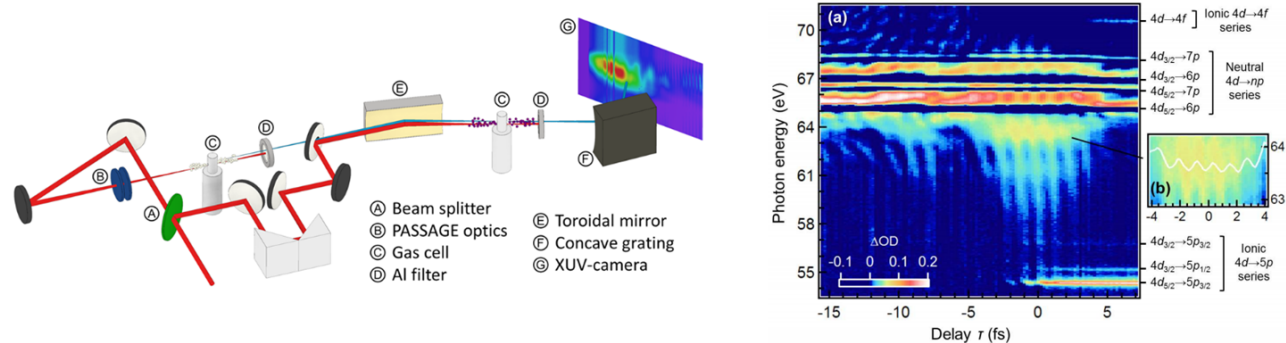 G
E
C
D
D
C
F
B
A
A Beam splitter
B PASSAGE optics
C Gas cell
D Al filter
E Toroidal mirror
F Concave grating
G XUV-camera
(a)
Photon energy (eV)
70
67
64
61
58
55
ΔOD
-0.1 0 0.1 0.2
-15 -10 -5 0 5
Delay τ (fs)
4d→4f
Ionic 4d→4f
series
4d3/2→7p
4d3/2→6p
4d5/2→7p
4d5/2→6p
Neutral
4d→np
series
(b)
64
63
-4 -2 0 2 4
4d3/2→5p3/2
4d3/2→5p1/2
4d5/2→5p3/2
Ionic
4d→5p
series